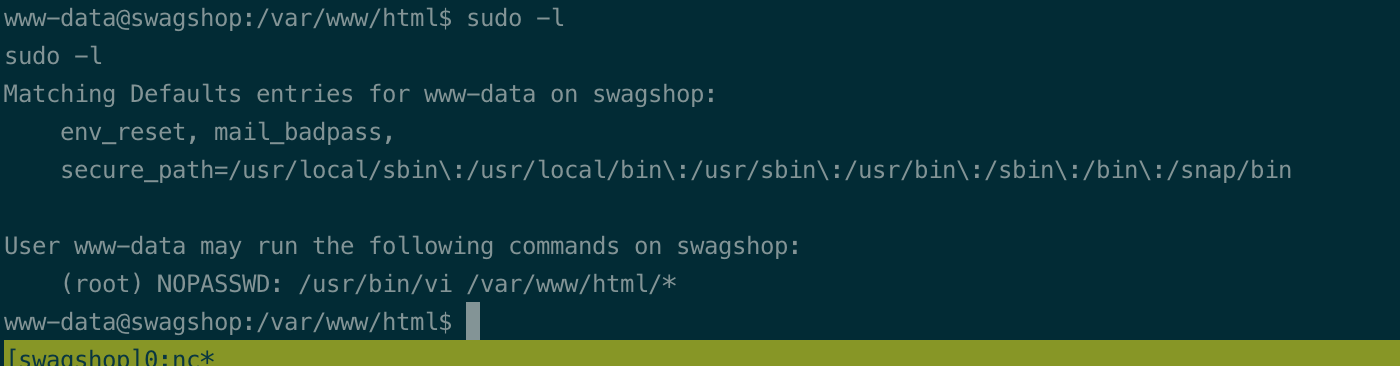 www-data@swagshop:/var/www/html$ sudo -l
sudo -l
Matching Defaults entries for www-data on swagshop:
    env_reset, mail_badpass,
    secure_path=/usr/local/sbin\:/usr/local/bin\:/usr/sbin\:/usr/bin\:/sbin\:/bin\:/snap/bin

User www-data may run the following commands on swagshop:
    (root) NOPASSWD: /usr/bin/vi /var/www/html/*
www-data@swagshop:/var/www/html$
[swagshop]0:nc*